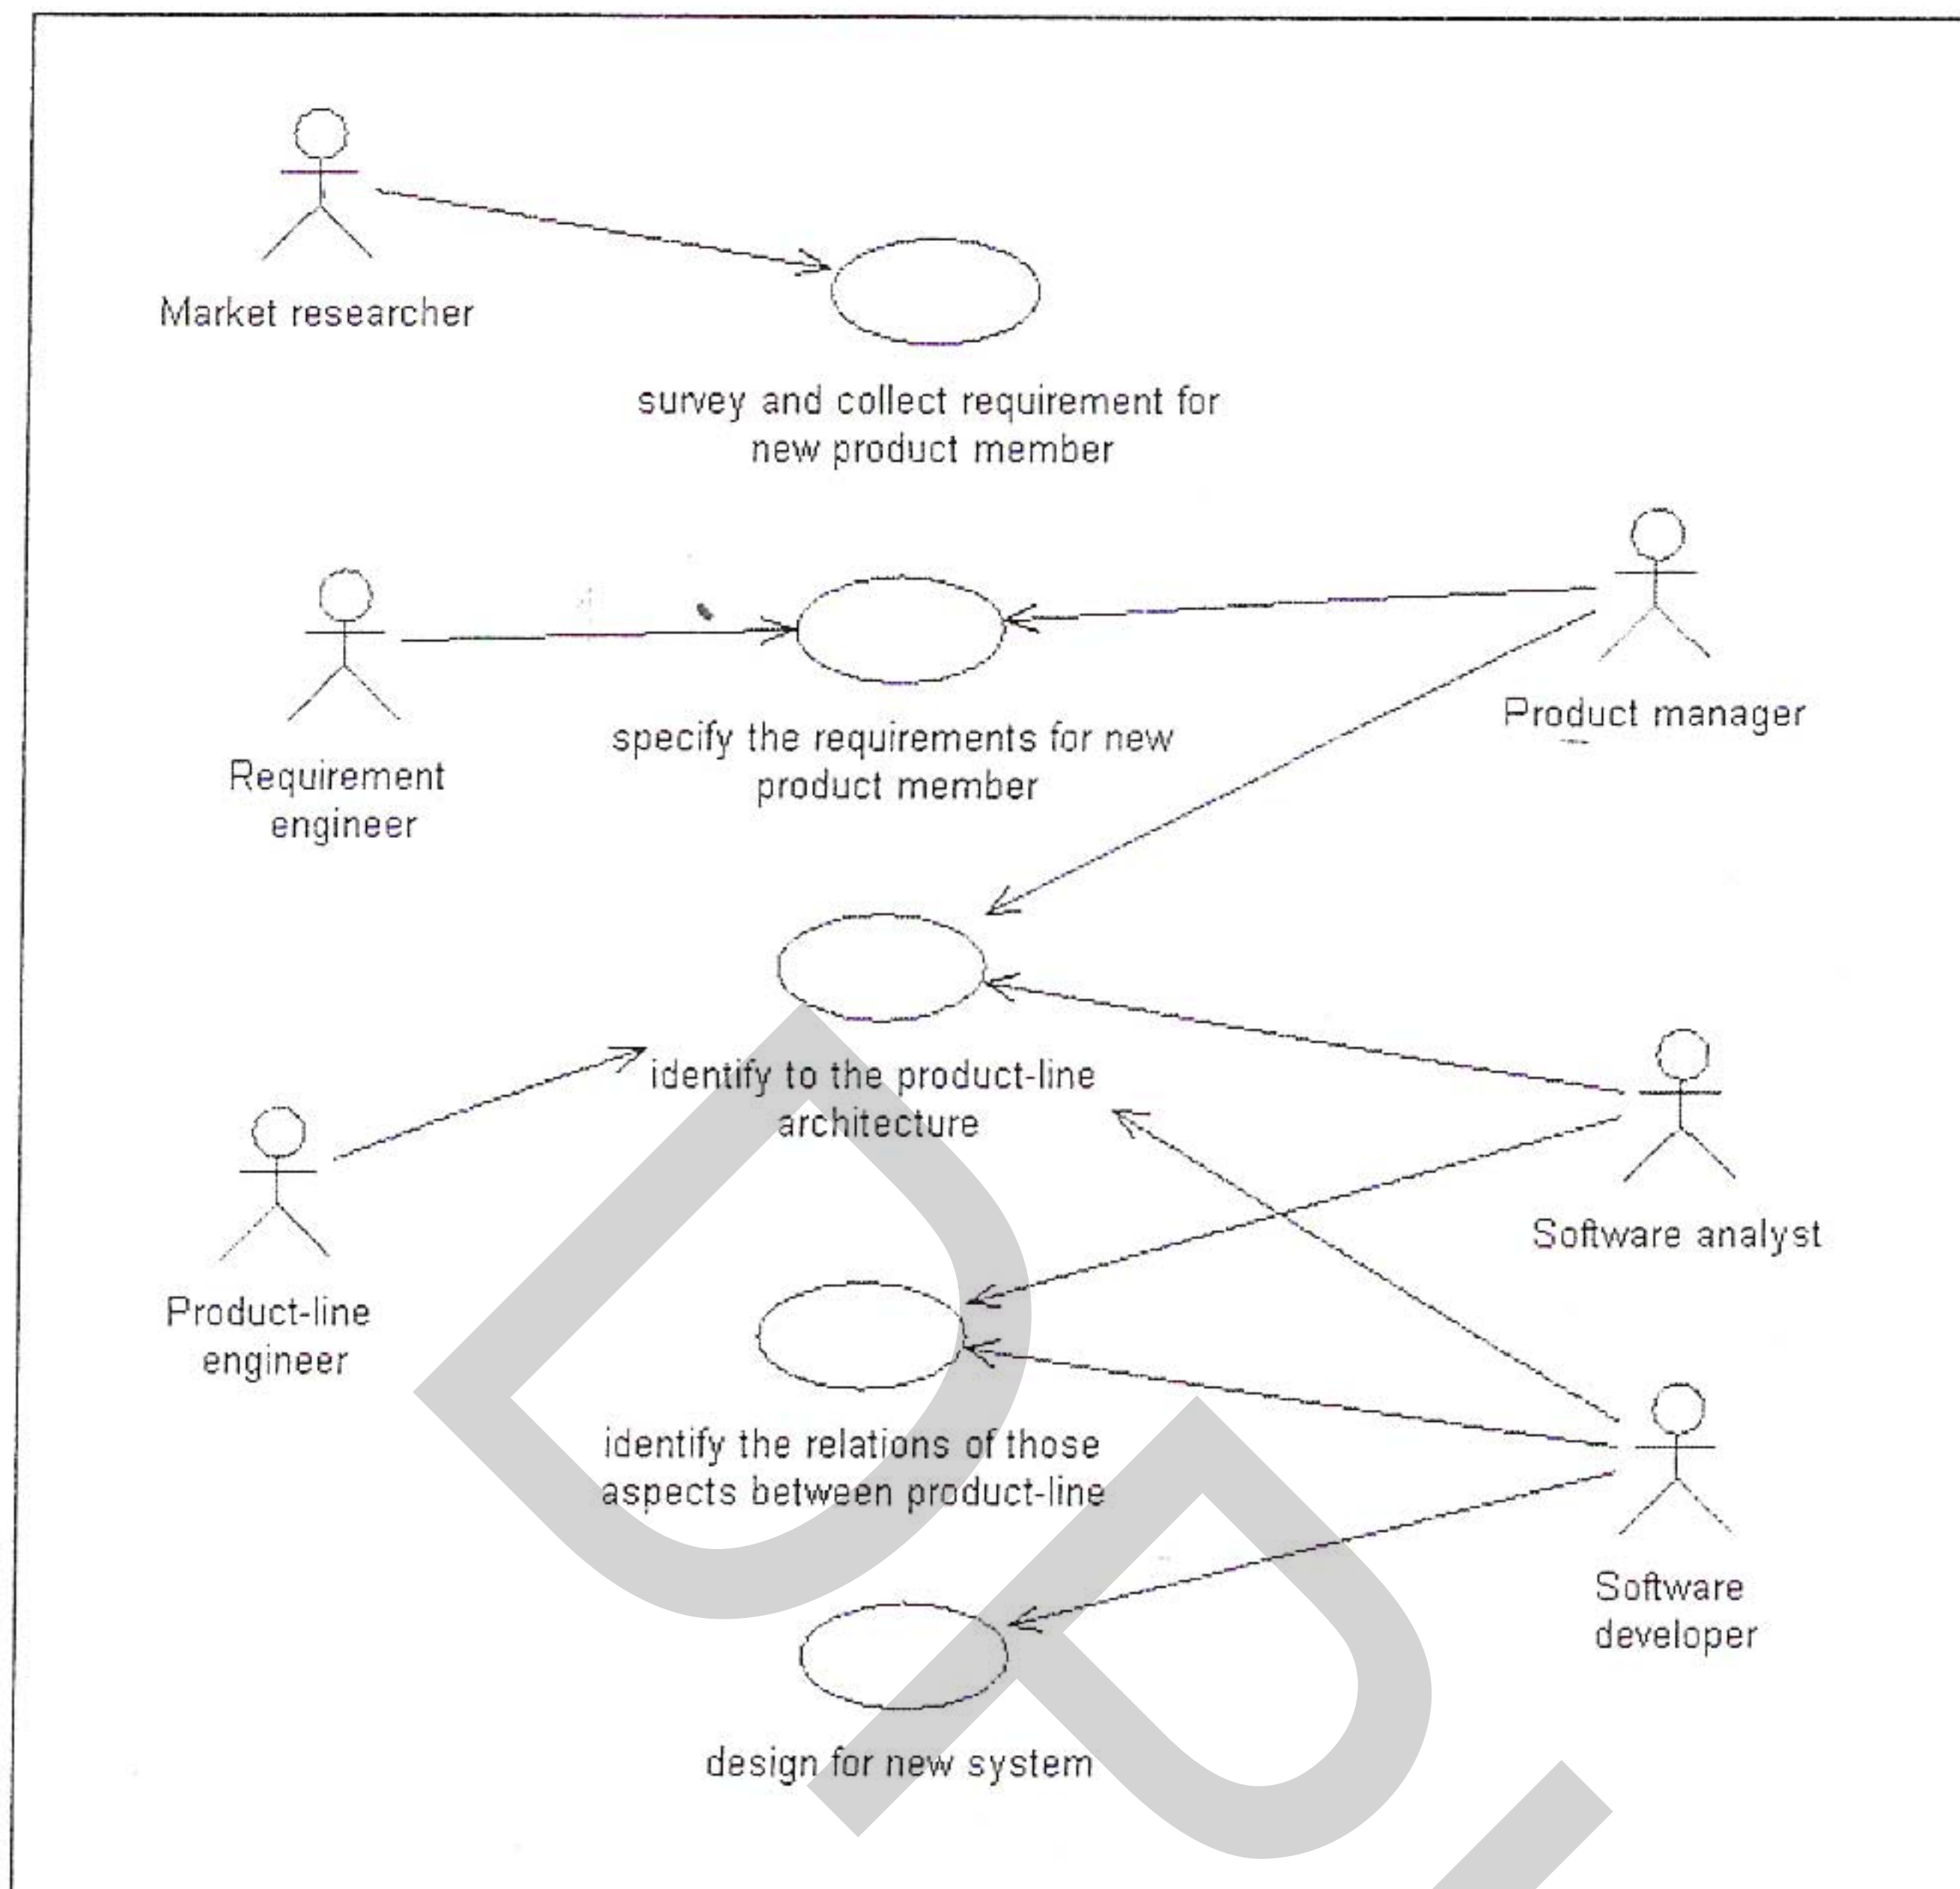 Market researcher
survey and collect requirement for
new product member
Requirement
engineer
specify the requirements for new
product member
Product manager
identify to the product-line
architecture
Product-line
engineer
Software analyst
identify the relations of those
aspects between product-line
Software
developer
design for new system